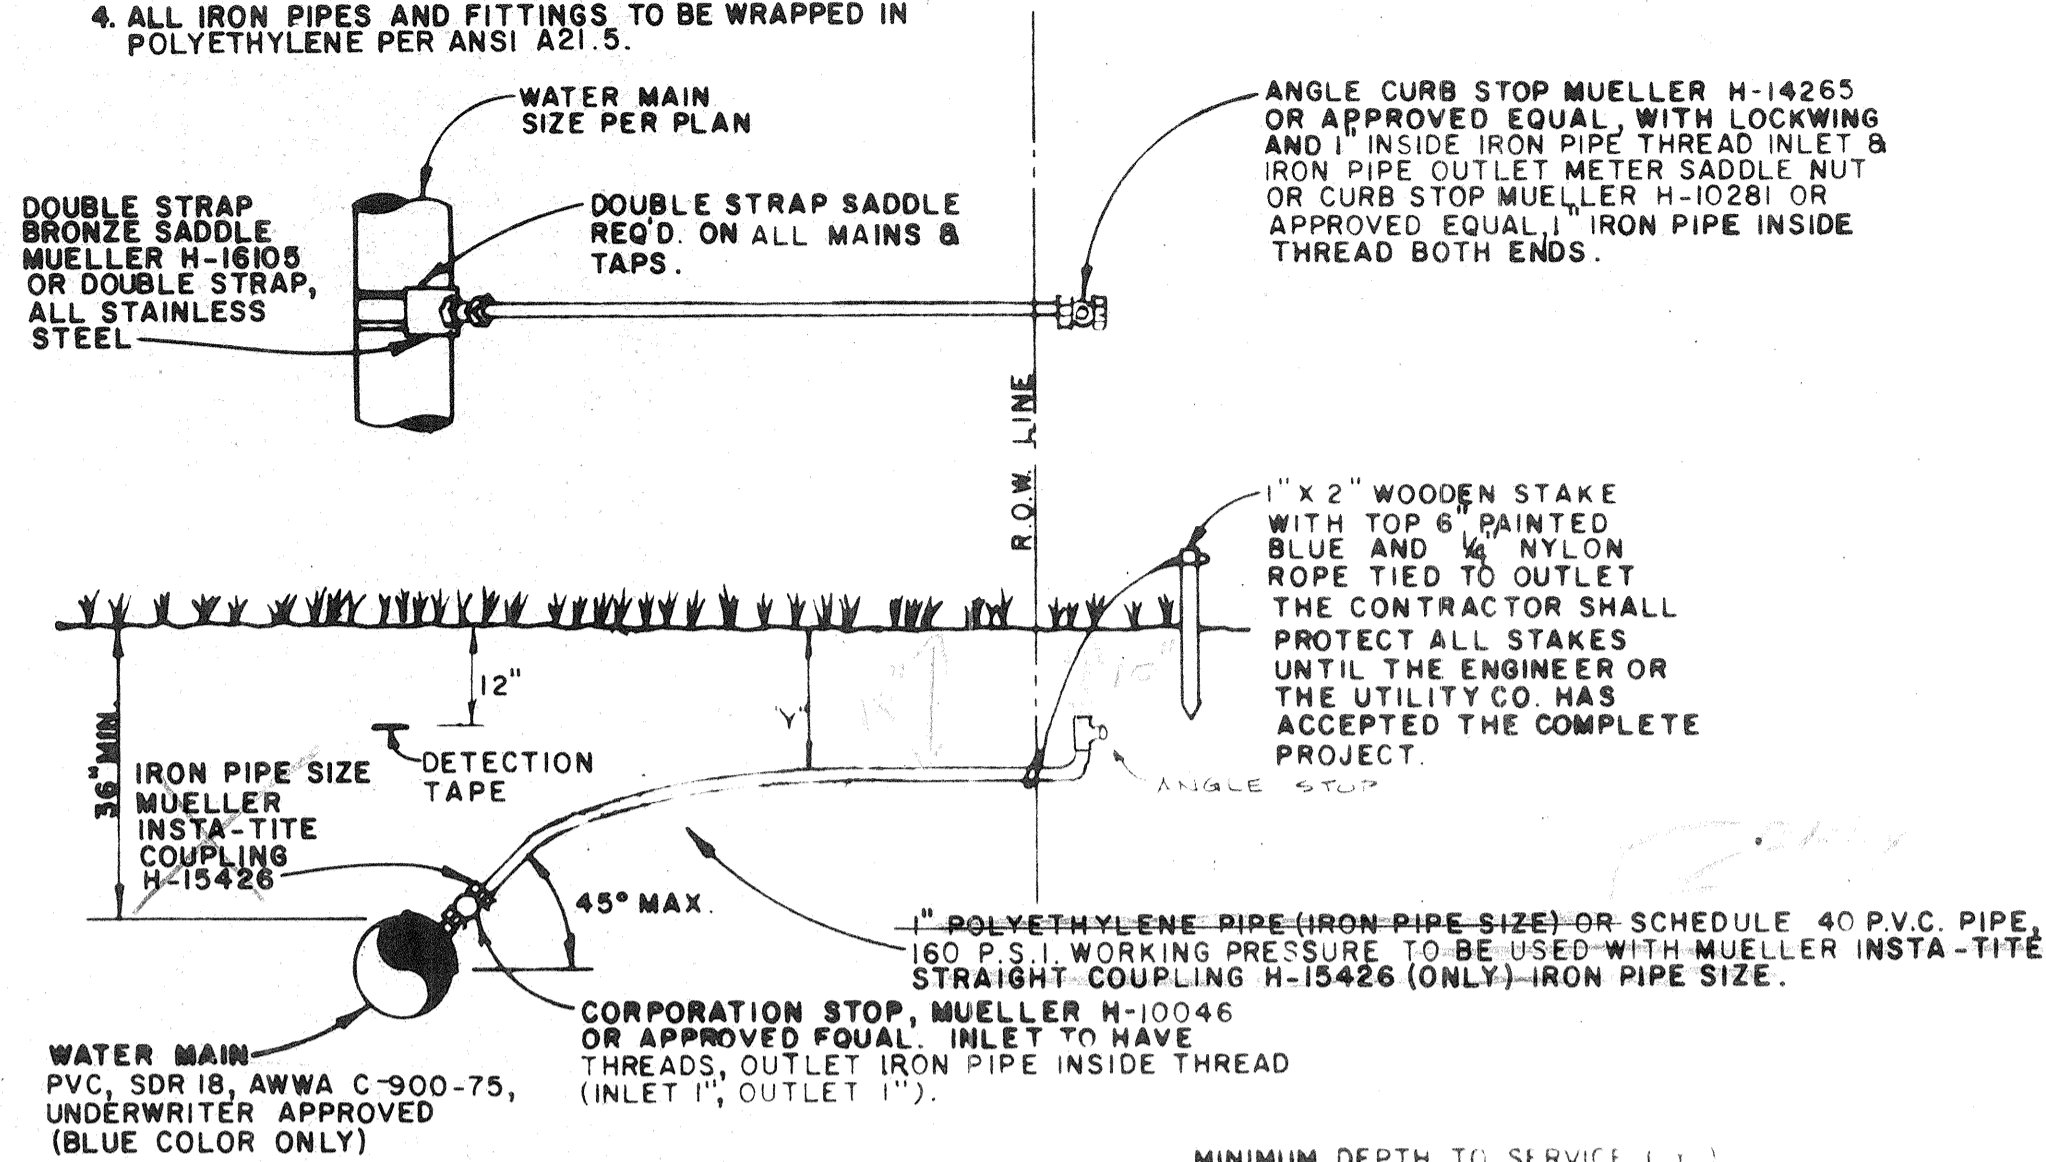 4. ALL IRON PIPES AND FITTINGS TO BE WRAPPED IN
POLYETHYLENE PER ANSI A21.5.
WATER MAIN
SIZE PER PLAN
DOUBLE STRAP
BRONZE SADDLE
MUELLER H-16105
OR DOUBLE STRAP,
ALL STAINLESS
STEEL
DOUBLE STRAP SADDLE
REQ'D. ON ALL MAINS &
TAPS.
ANGLE CURB STOP MUELLER H-14265
OR APPROVED EQUAL, WITH LOCKWING
AND 1" INSIDE IRON PIPE THREAD INLET &
IRON PIPE OUTLET METER SADDLE NUT
OR CURB STOP MUELLER H-10281 OR
APPROVED EQUAL, 1" IRON PIPE INSIDE
THREAD BOTH ENDS.
R.O.W. LINE
1" X 2" WOODEN STAKE
WITH TOP 6" PAINTED
BLUE AND 1/4" NYLON
ROPE TIED TO OUTLET
THE CONTRACTOR SHALL
PROTECT ALL STAKES
UNTIL THE ENGINEER OR
THE UTILITY CO. HAS
ACCEPTED THE COMPLETE
PROJECT.
36" MIN.
12"
"Y"
18"
10"
DETECTION
TAPE
IRON PIPE SIZE
MUELLER
INSTA-TITE
COUPLING
H-15426
ANGLE STOP
45° MAX.
1" POLYETHYLENE PIPE (IRON PIPE SIZE) OR SCHEDULE 40 P.V.C. PIPE,
160 P.S.I. WORKING PRESSURE TO BE USED WITH MUELLER INSTA-TITE
STRAIGHT COUPLING H-15426 (ONLY) IRON PIPE SIZE.
CORPORATION STOP, MUELLER H-10046
OR APPROVED EQUAL. INLET TO HAVE
THREADS, OUTLET IRON PIPE INSIDE THREAD
(INLET 1", OUTLET 1").
WATER MAIN
PVC, SDR 18, AWWA C-900-75,
UNDERWRITER APPROVED
(BLUE COLOR ONLY)
MINIMUM DEPTH TO SERVICE